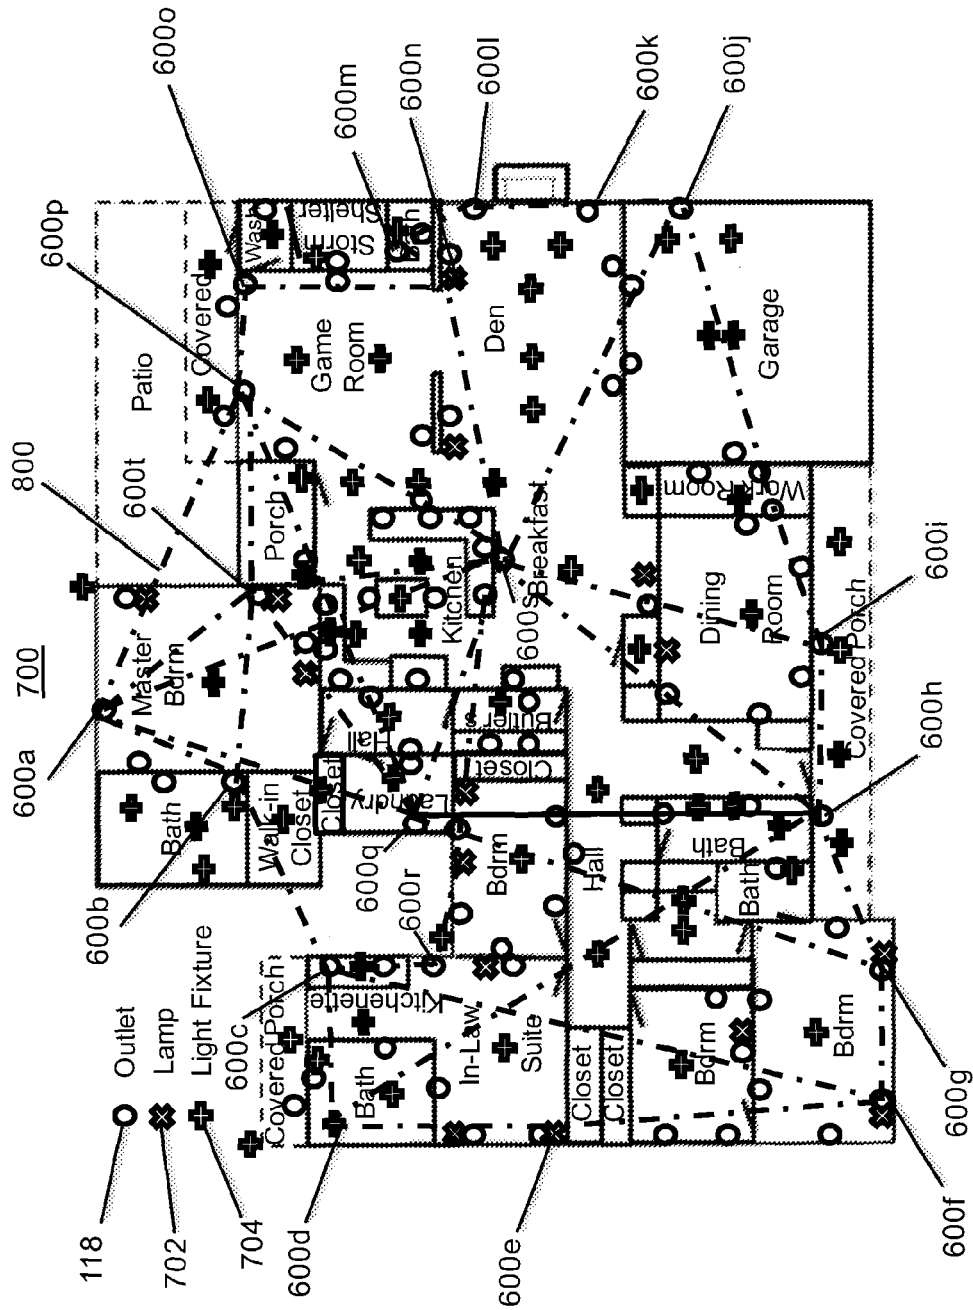 700
118
Outlet
702
Lamp
704
Light Fixture
600a
600b
600c
600d
600e
600f
600g
600h
600i
600j
600k
600l
600m
600n
600o
600p
600q
600r
600s
600t
800
Patio
Covered
Porch
Master
Bdrm
Bath
Walk-in
Closet
Closet
Laundry
Hall
Kitchen
Breakfast
Game
Room
Den
Wash
Storm
Shelter
Garage
Work Room
Dining
Room
Covered Porch
Butler's
Closet
Bdrm
Hall
Bath
Bath
Covered Porch
Kitchenette
Bath
In-Law
Suite
Closet
Closet
Bdrm
Bdrm